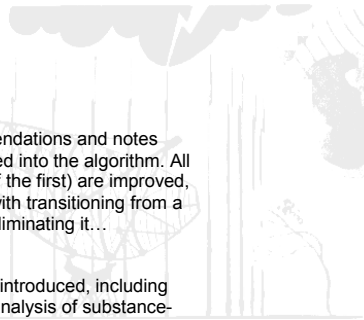 endations and notes
ed into the algorithm. All
f the first) are improved,
with transitioning from a
liminating it…
introduced, including
nalysis of substance-